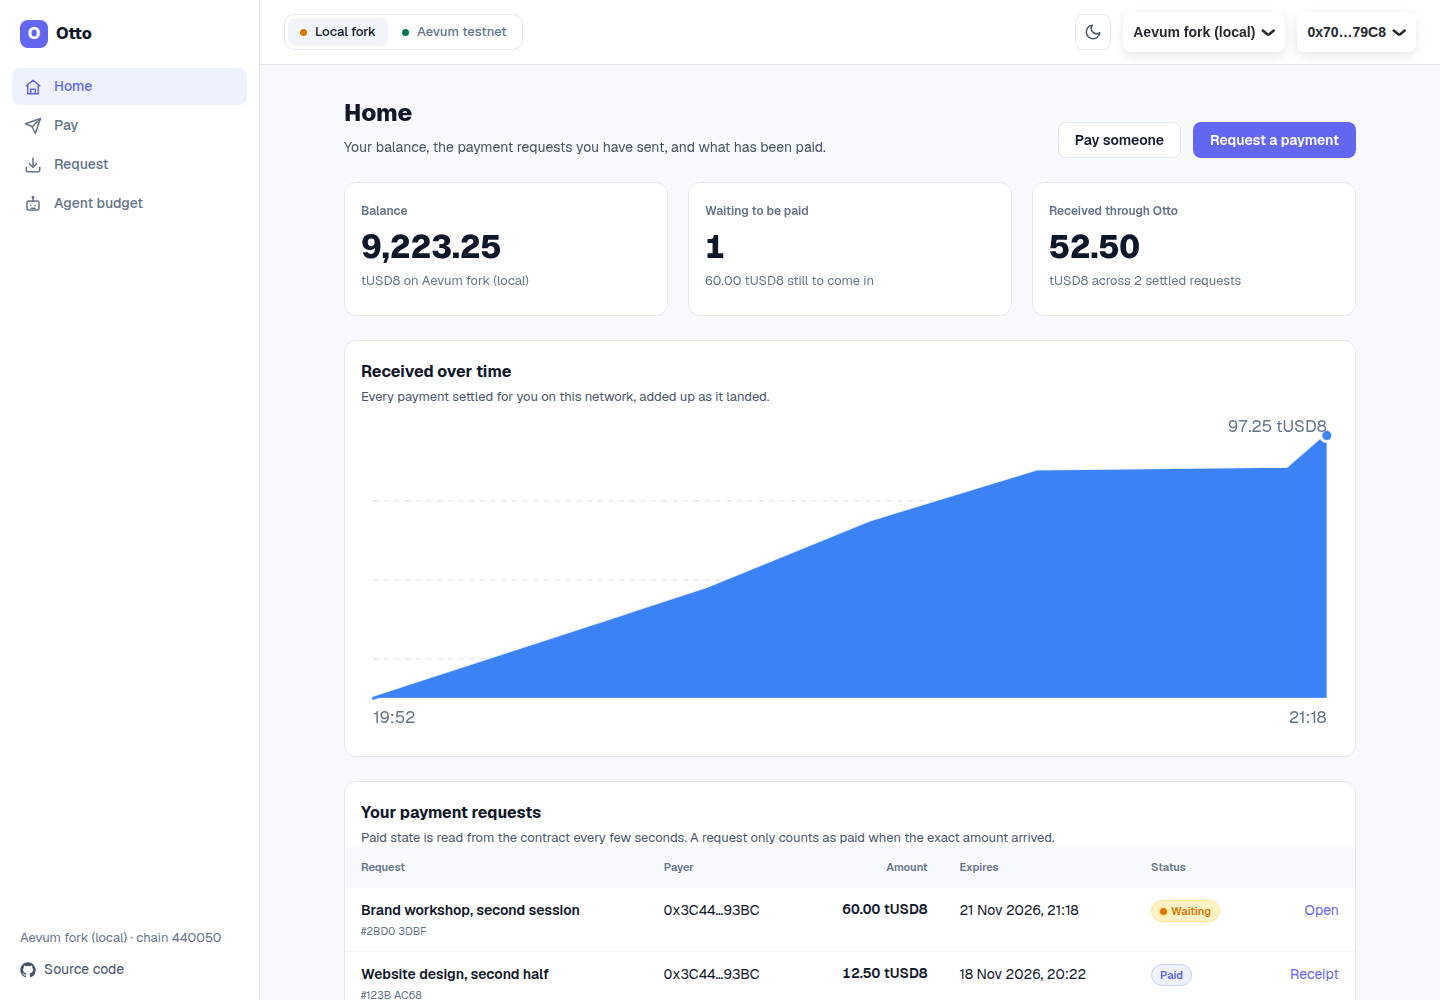 O Otto
Home
Pay
Request
Agent budget
Aevum fork (local) · chain 440050
Source code
Local fork
Aevum testnet
Aevum fork (local)
0x70...79C8
Home
Your balance, the payment requests you have sent, and what has been paid.
Pay someone
Request a payment
Balance
9,223.25
tUSD8 on Aevum fork (local)
Waiting to be paid
1
60.00 tUSD8 still to come in
Received through Otto
52.50
tUSD8 across 2 settled requests
Received over time
Every payment settled for you on this network, added up as it landed.
97.25 tUSD8
19:52
21:18
Your payment requests
Paid state is read from the contract every few seconds. A request only counts as paid when the exact amount arrived.
Request Payer Amount Expires Status
Brand workshop, second session 0x3C44...93BC 60.00 tUSD8 21 Nov 2026, 21:18 Waiting Open
#2BD0 3DBF
Website design, second half 0x3C44...93BC 12.50 tUSD8 18 Nov 2026, 20:22 Paid Receipt
#123B AC68